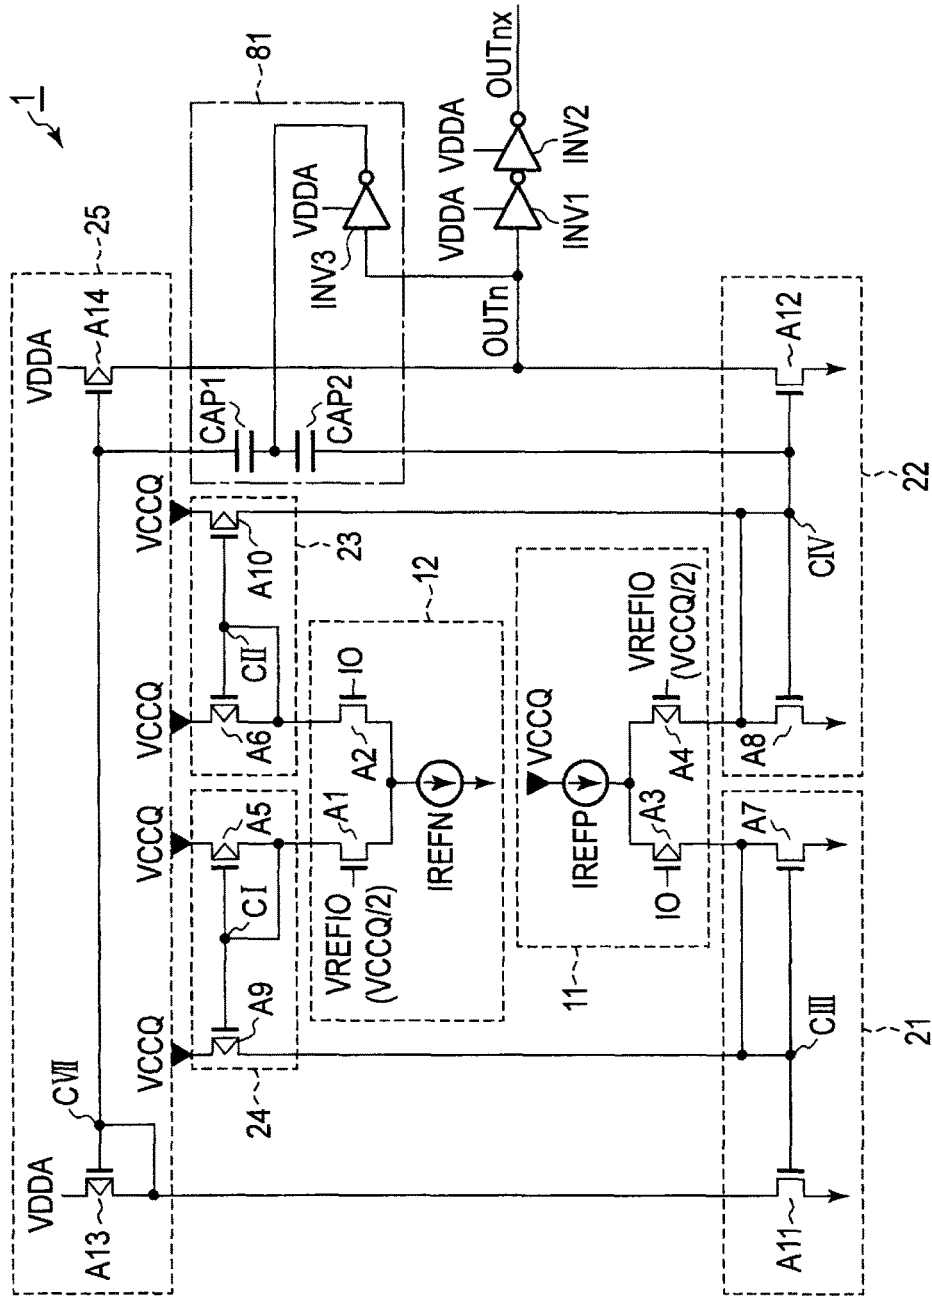 1
VDDA
VDDA
CⅦ
A13
A14
25
VCCQ
VCCQ
VCCQ
VCCQ
CAP1
CAP2
81
24
A9
CⅠ
A5
A6
CⅡ
A10
23
VREFIO
(VCCQ/2)
A1
A2
IO
12
IREFN
INV3
VDDA
VCCQ
IREFP
11
IO
A3
A4
VREFIO
(VCCQ/2)
OUTn
VDDA
VDDA
OUTnx
INV1
INV2
A11
A7
A8
A12
CⅢ
CⅣ
21
22